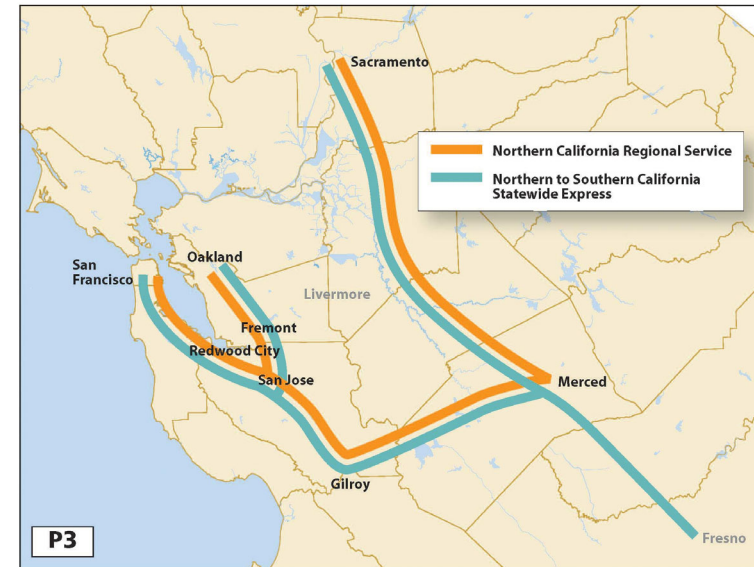 Sacramento
Northern California Regional Service
Northern to Southern California
Statewide Express
Oakland
San
Francisco
Livermore
Fremont
Redwood City
San Jose
Merced
Gilroy
Fresno
P3